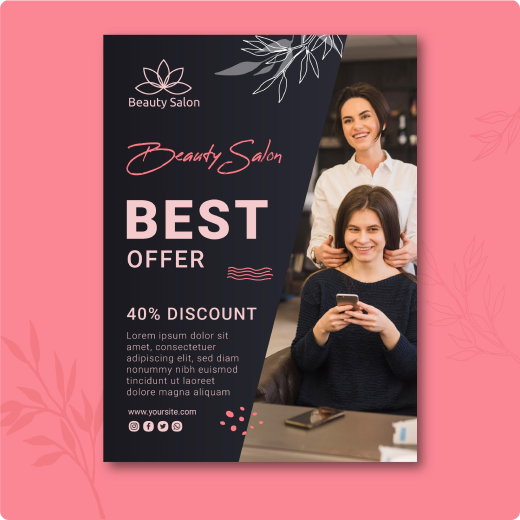 Beauty Salon
Beauty Salon
BEST
OFFER
40% DISCOUNT
Lorem ipsum dolor
sit amet, consectetuer
adipiscing elit, sed diam
nonummy nibh euismod
tincidunt ut laoreet
dolore magna aliquam
www.yoursite.com